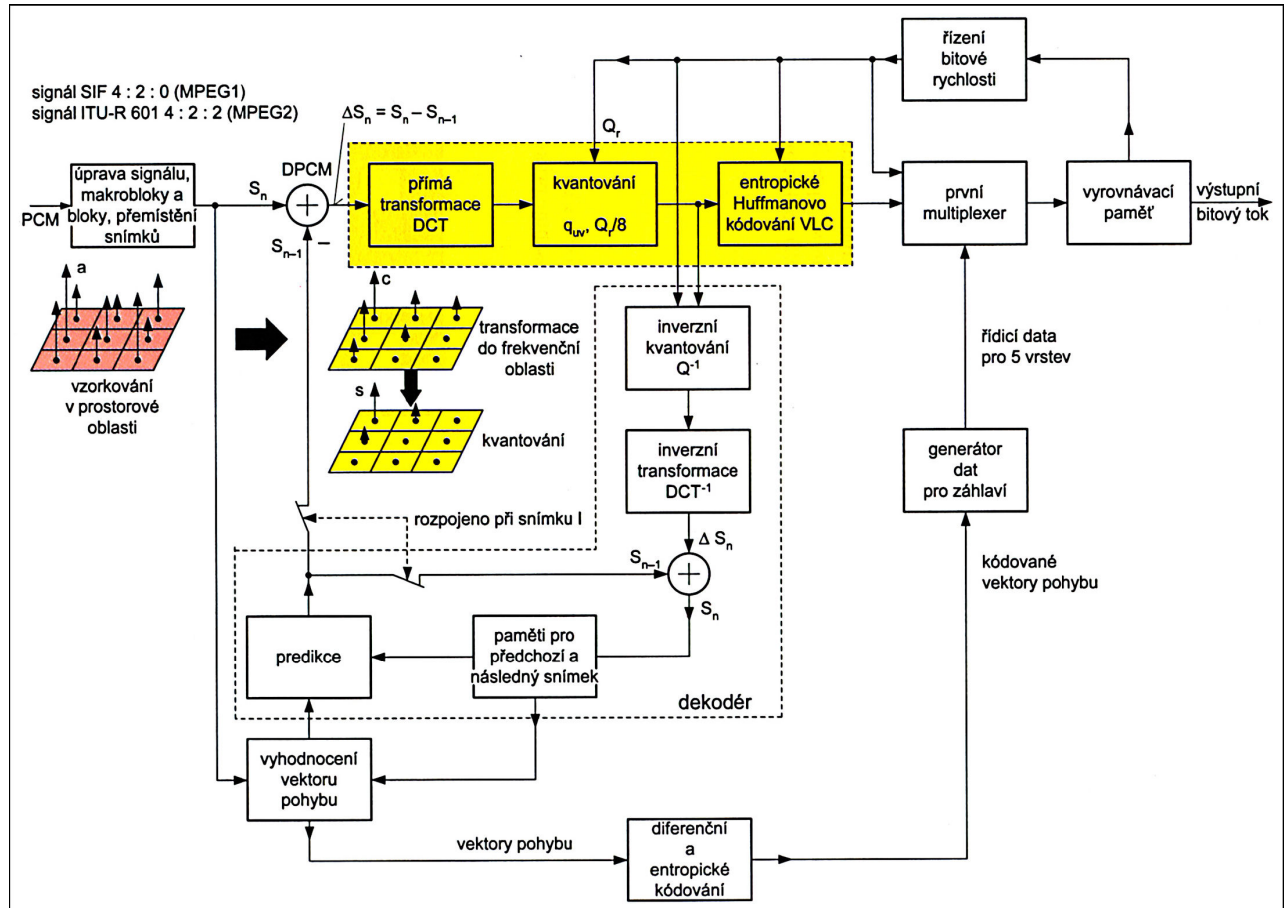 řízení
bitové
rychlosti
signál SIF 4 : 2 : 0 (MPEG1)
signál ITU-R 601 4 : 2 : 2 (MPEG2)
ΔSn = Sn – Sn–1
Qr
DPCM
úprava signálu,
makrobloky a
bloky, přemístění
snímků
PCM
Sn
Sn–1
–
+
přímá
transformace
DCT
kvantování
quv, Qr/8
entropické
Huffmanovo
kódování VLC
první
multiplexer
vyrovnávací
paměť
výstupní
bitový tok
a
vzorkování
v prostorové
oblasti
c
transformace
do frekvenční
oblasti
s
kvantování
inverzní
kvantování
Q-1
inverzní
transformace
DCT-1
řídicí data
pro 5 vrstev
generátor
dat
pro záhlaví
rozpojeno při snímku I
Δ Sn
Sn–1
+
Sn
kódované
vektory pohybu
predikce
paměti pro
předchozí a
následný snímek
dekodér
vyhodnocení
vektoru
pohybu
vektory pohybu
diferenční
a
entropické
kódování